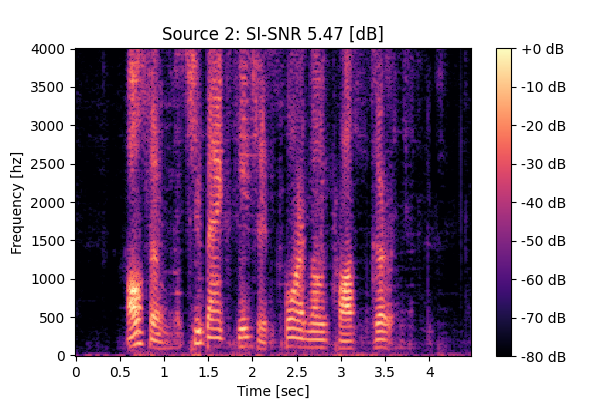 Source 2: SI-SNR 5.47 [dB]
Frequency [hz]
4000
3500
3000
2500
2000
1500
1000
500
0
0 0.5 1 1.5 2 2.5 3 3.5 4
Time [sec]
+0 dB
-10 dB
-20 dB
-30 dB
-40 dB
-50 dB
-60 dB
-70 dB
-80 dB